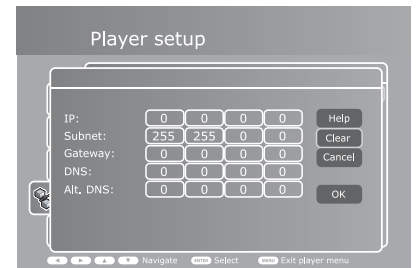 Player setup
IP: 0 0 0 0 Help
Subnet: 255 255 0 0 Clear
Gateway: 0 0 0 0 Cancel
DNS: 0 0 0 0
Alt. DNS: 0 0 0 0 OK
Navigate ENTER Select MENU Exit player menu